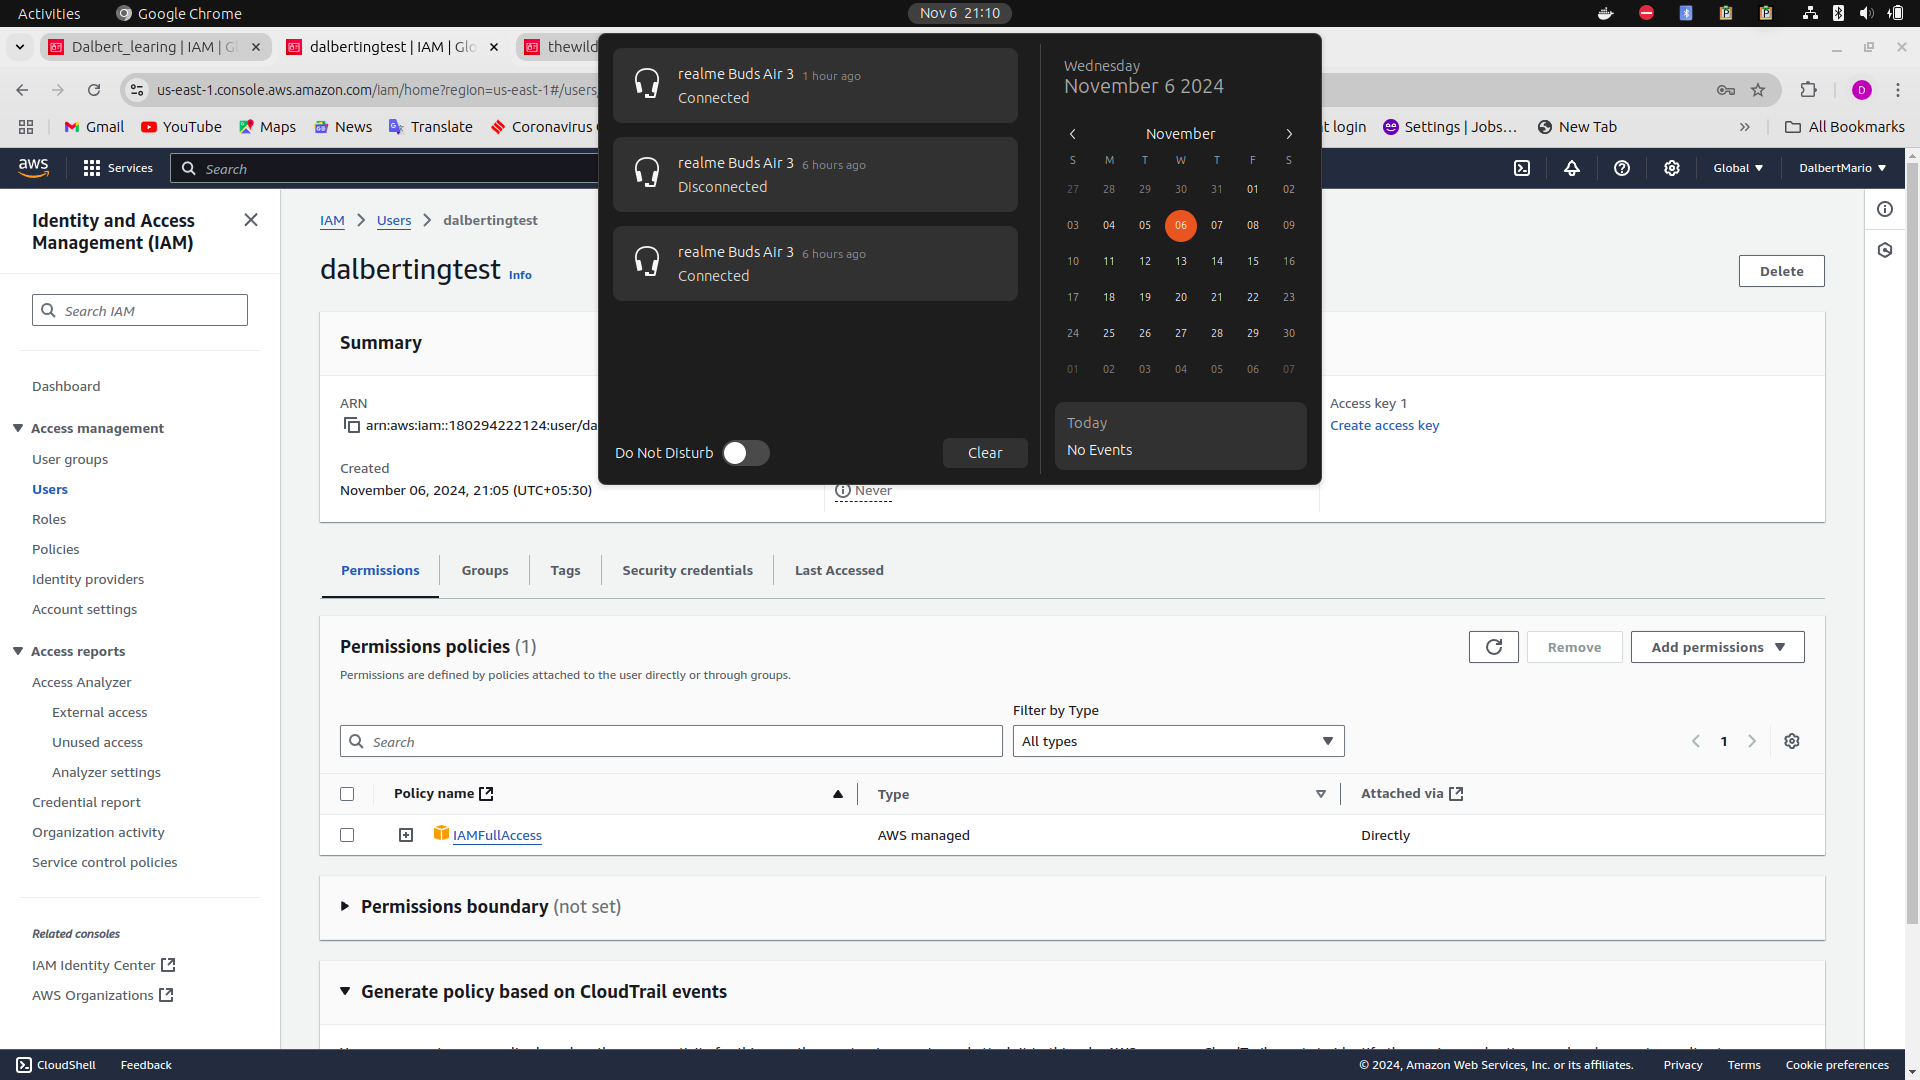 Activities
Google Chrome
Nov 6 21:10
Dalbert_learing | IAM | Gl
dalbertingtest | IAM | Glo
thewild
us-east-1.console.aws.amazon.com/iam/home?region=us-east-1#/users/
Gmail
YouTube
Maps
News
Translate
Coronavirus
t login
Settings | Jobs...
New Tab
All Bookmarks
realme Buds Air 3 1 hour ago
Connected
realme Buds Air 3 6 hours ago
Disconnected
realme Buds Air 3 6 hours ago
Connected
Do Not Disturb
Clear
Wednesday
November 6 2024
November
S M T W T F S
27 28 29 30 31 01 02
03 04 05 06 07 08 09
10 11 12 13 14 15 16
17 18 19 20 21 22 23
24 25 26 27 28 29 30
01 02 03 04 05 06 07
Today
No Events
aws
Services
Search
Global
DalbertMario
Identity and Access
Management (IAM)
Search IAM
Dashboard
Access management
User groups
Users
Roles
Policies
Identity providers
Account settings
Access reports
Access Analyzer
External access
Unused access
Analyzer settings
Credential report
Organization activity
Service control policies
Related consoles
IAM Identity Center
AWS Organizations
IAM
Users
dalbertingtest
dalbertingtest Info
Delete
Summary
ARN
arn:aws:iam::180294222124:user/da
Created
November 06, 2024, 21:05 (UTC+05:30)
Never
Access key 1
Create access key
Permissions
Groups
Tags
Security credentials
Last Accessed
Permissions policies (1)
Permissions are defined by policies attached to the user directly or through groups.
Remove
Add permissions
Search
Filter by Type
All types
1
Policy name
Type
Attached via
IAMFullAccess
AWS managed
Directly
Permissions boundary (not set)
Generate policy based on CloudTrail events
CloudShell
Feedback
© 2024, Amazon Web Services, Inc. or its affiliates.
Privacy
Terms
Cookie preferences